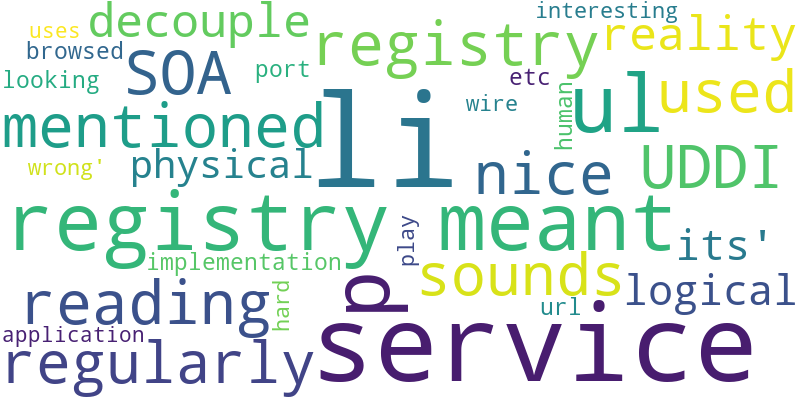 interesting
uses
decouple
registry
reality
browsed
SOA
port
etc
looking
li
ul
used
wire
human
mentioned
physical
nice
UDDI
wrong'
registry
meant
its'
play
implementation
sounds
reading
hard
p
logical
url
service
application
regularly